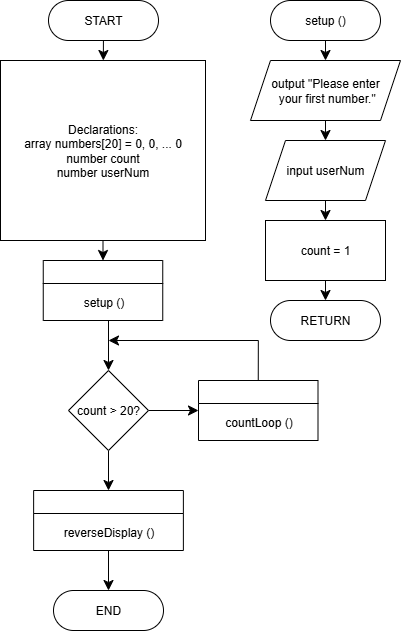 START
Declarations:
array numbers[20] = 0, 0, ... 0
number count
number userNum
setup ()
count > 20?
countLoop ()
reverseDisplay ()
END
setup ()
output "Please enter
your first number."
input userNum
count = 1
RETURN